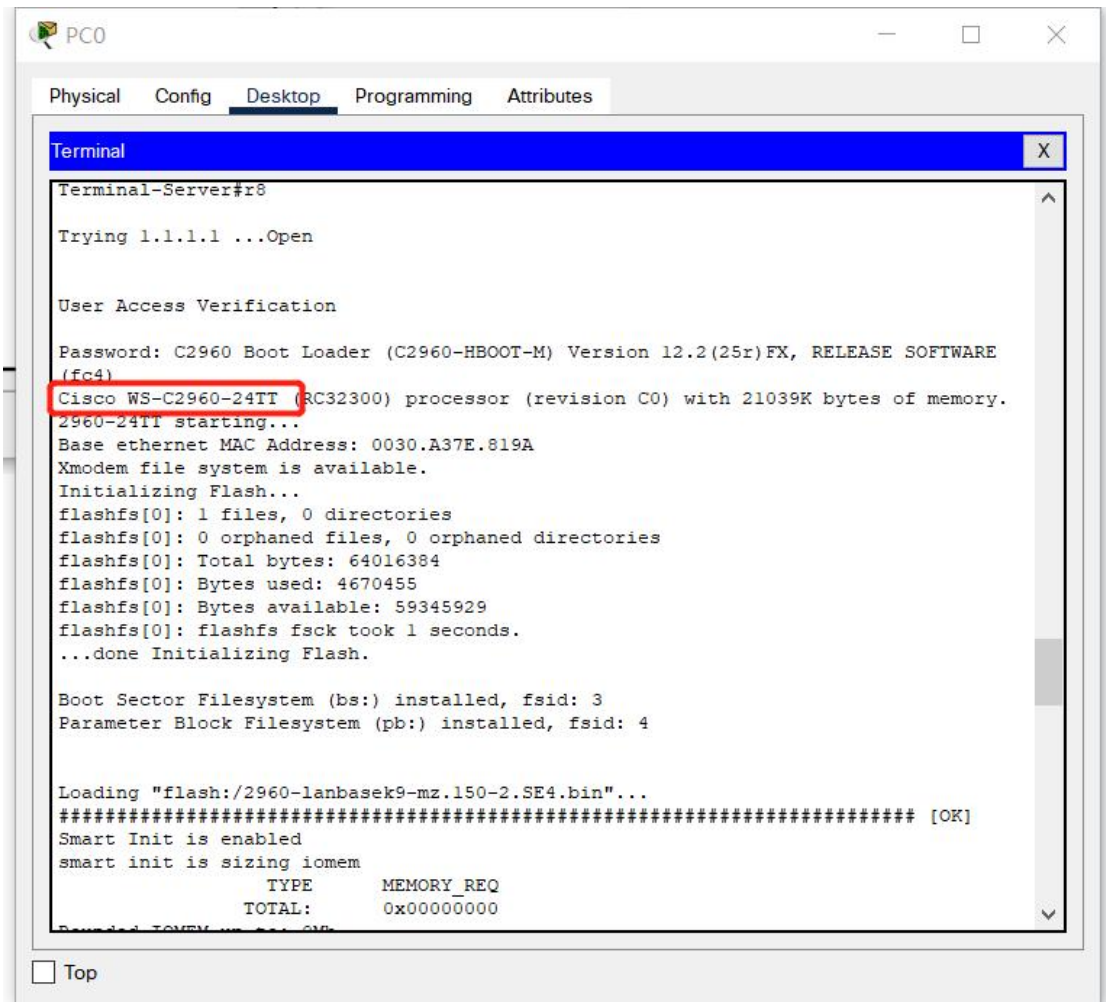 PC0
Physical Config Desktop Programming Attributes
Terminal X
Terminal-Server#r8
Trying 1.1.1.1 ...Open
User Access Verification
Password: C2960 Boot Loader (C2960-HBOOT-M) Version 12.2(25r)FX, RELEASE SOFTWARE
(fc4)
Cisco WS-C2960-24TT (RC32300) processor (revision C0) with 21039K bytes of memory.
2960-24TT starting...
Base ethernet MAC Address: 0030.A37E.819A
Xmodem file system is available.
Initializing Flash...
flashfs[0]: 1 files, 0 directories
flashfs[0]: 0 orphaned files, 0 orphaned directories
flashfs[0]: Total bytes: 64016384
flashfs[0]: Bytes used: 4670455
flashfs[0]: Bytes available: 59345929
flashfs[0]: flashfs fsck took 1 seconds.
...done Initializing Flash.
Boot Sector Filesystem (bs:) installed, fsid: 3
Parameter Block Filesystem (pb:) installed, fsid: 4
Loading "flash:/2960-lanbasek9-mz.150-2.SE4.bin"...
########################################################################## [OK]
Smart Init is enabled
smart init is sizing iomem
TYPE MEMORY_REQ
TOTAL: 0x00000000
Top